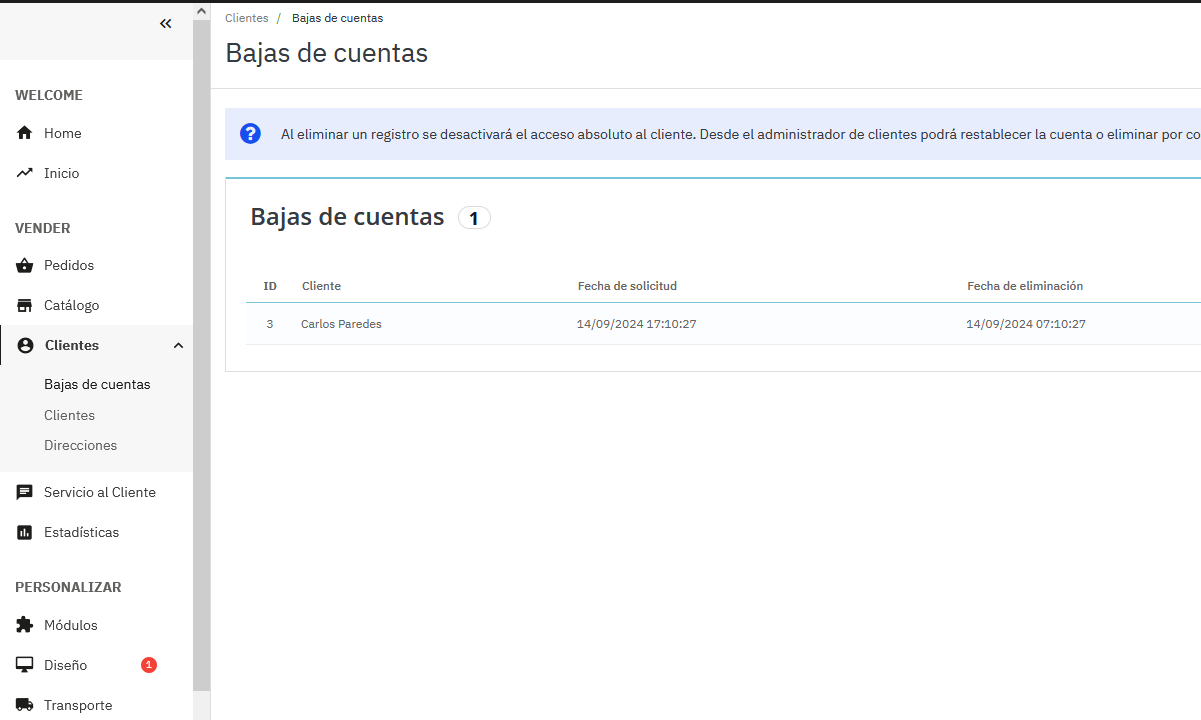 Clientes / Bajas de cuentas
Bajas de cuentas
WELCOME
Home
Inicio
VENDER
Pedidos
Catálogo
Clientes
Bajas de cuentas
Clientes
Direcciones
Servicio al Cliente
Estadísticas
PERSONALIZAR
Módulos
Diseño 1
Transporte
Al eliminar un registro se desactivará el acceso absoluto al cliente. Desde el administrador de clientes podrá restablecer la cuenta o eliminar por co
Bajas de cuentas 1
ID Cliente Fecha de solicitud Fecha de eliminación
3 Carlos Paredes 14/09/2024 17:10:27 14/09/2024 07:10:27